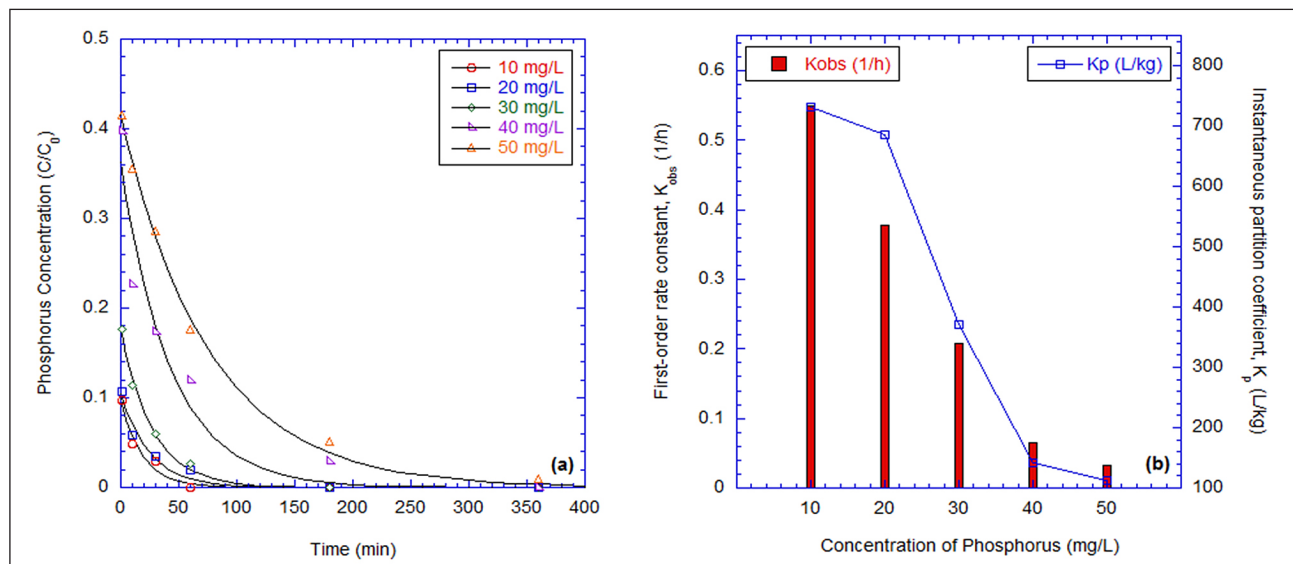 0.5
0.4
0.3
0.2
0.1
0
0
50
100
150
200
250
300
350
400
Phosphorus Concentration (C/C₀)
Time (min)
10 mg/L
20 mg/L
30 mg/L
40 mg/L
50 mg/L
(a)
0.6
0.5
0.4
0.3
0.2
0.1
0
First-order rate constant, K_obs (1/h)
Kobs (1/h)
Kp (L/kg)
10
20
30
40
50
Concentration of Phosphorus (mg/L)
(b)
800
700
600
500
400
300
200
100
Instantaneous partition coefficient, K_p (L/kg)